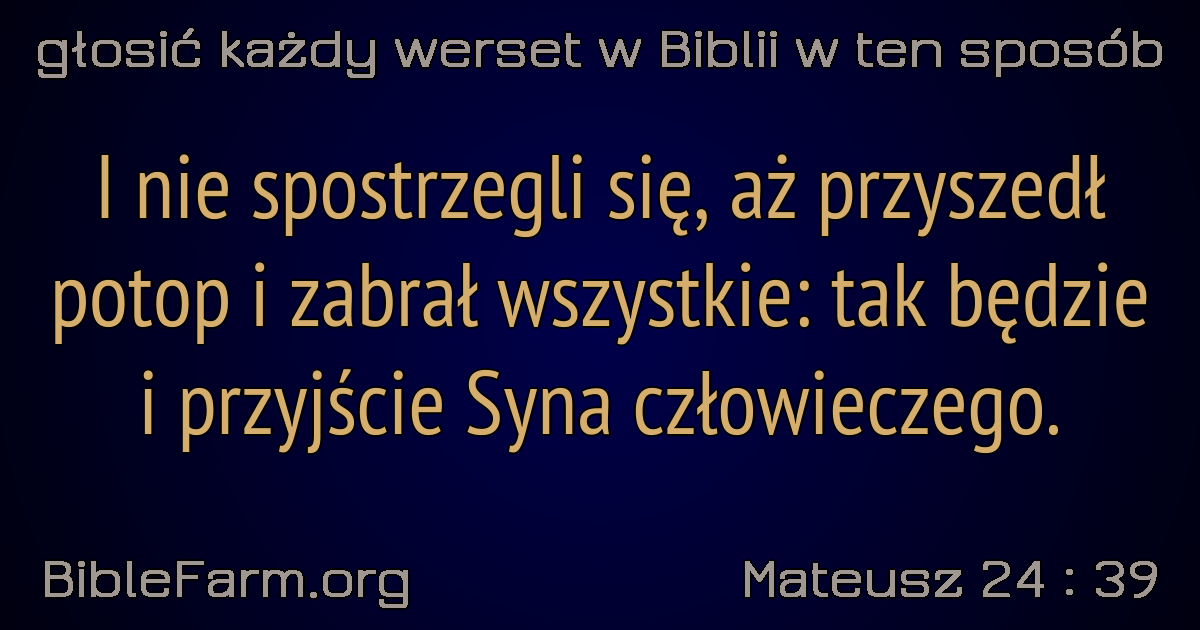 głosić każdy werset w Biblii w ten sposób
I nie spostrzegli się, aż przyszedł
potop i zabrał wszystkie: tak będzie
i przyjście Syna człowieczego.
BibleFarm.org
Mateusz 24 : 39